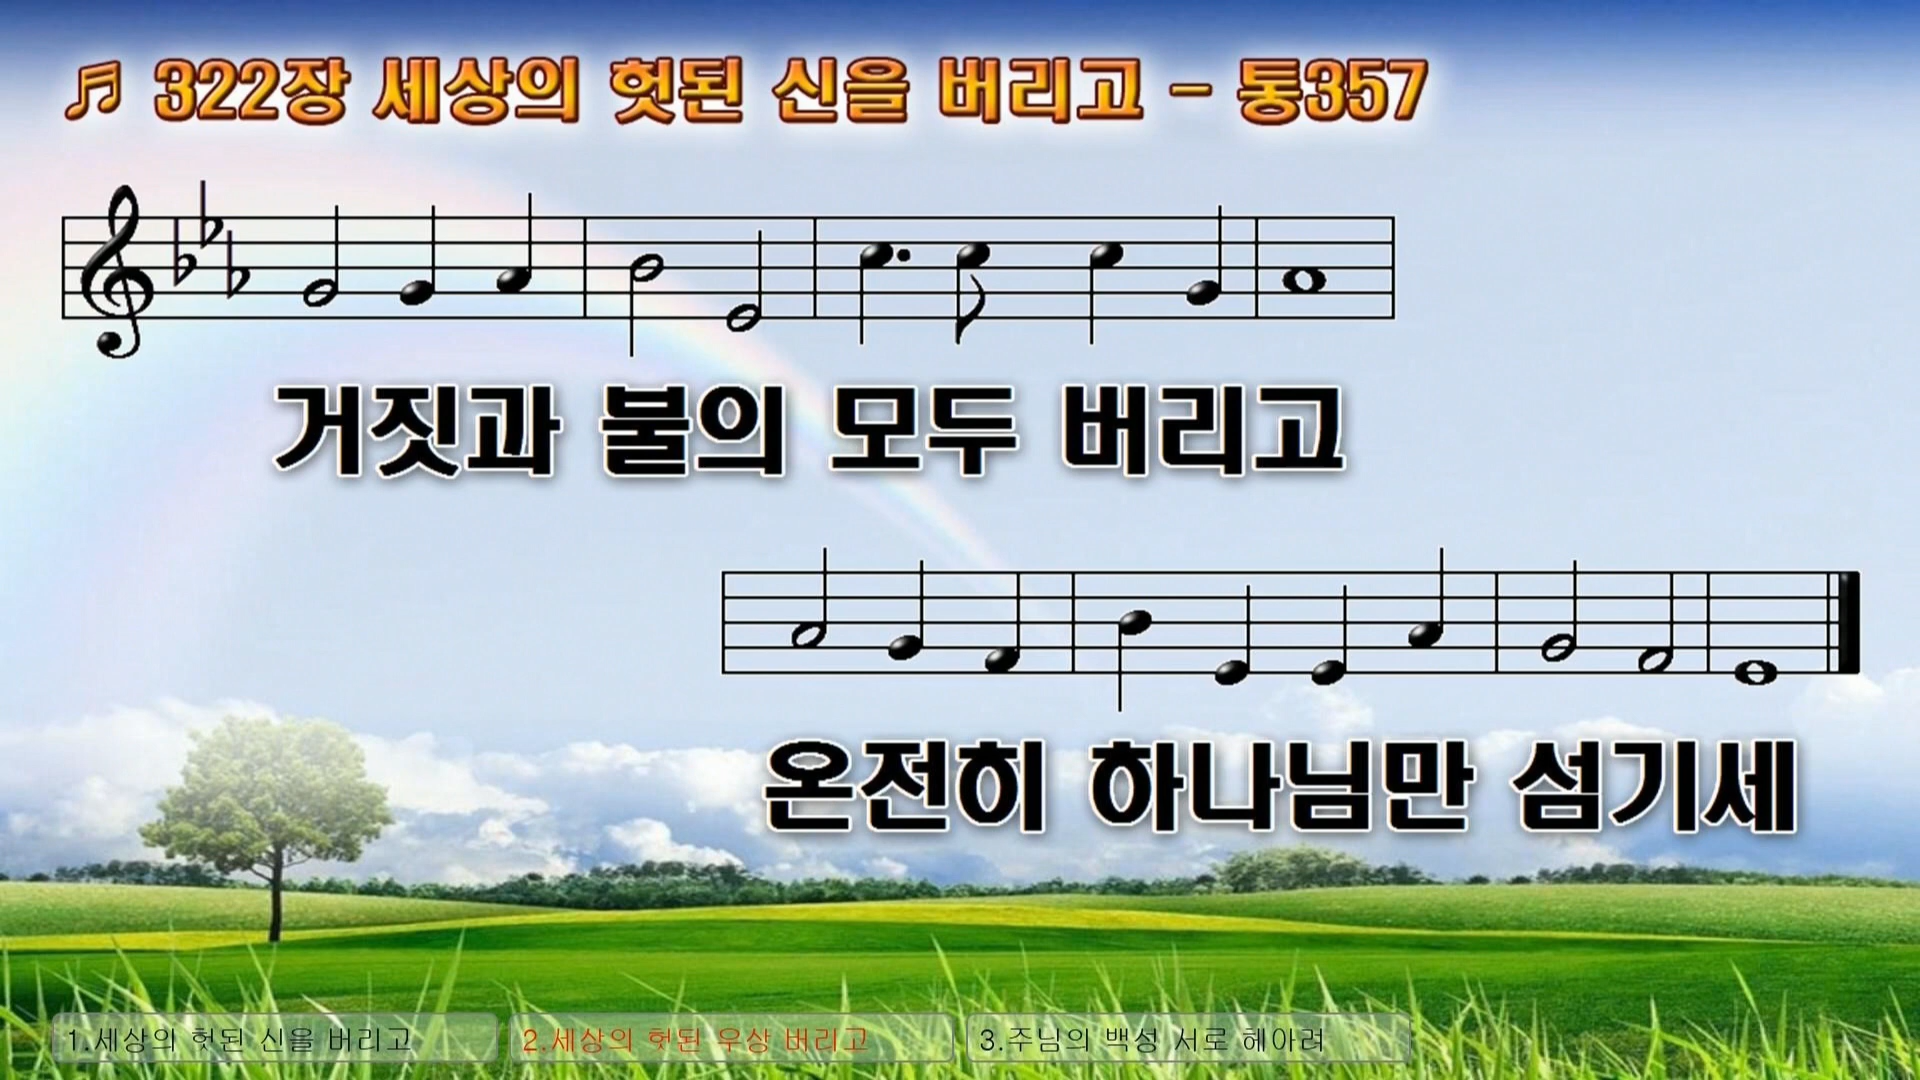 322장 세상의 헛된 신을 버리고 - 통357
거짓과 불의 모두 버리고
온전히 하나님만 섬기세
1.세상의 헛된 신을 버리고 2.세상의 헛된 우상 버리고 3.주님의 백성 서로 헤아려